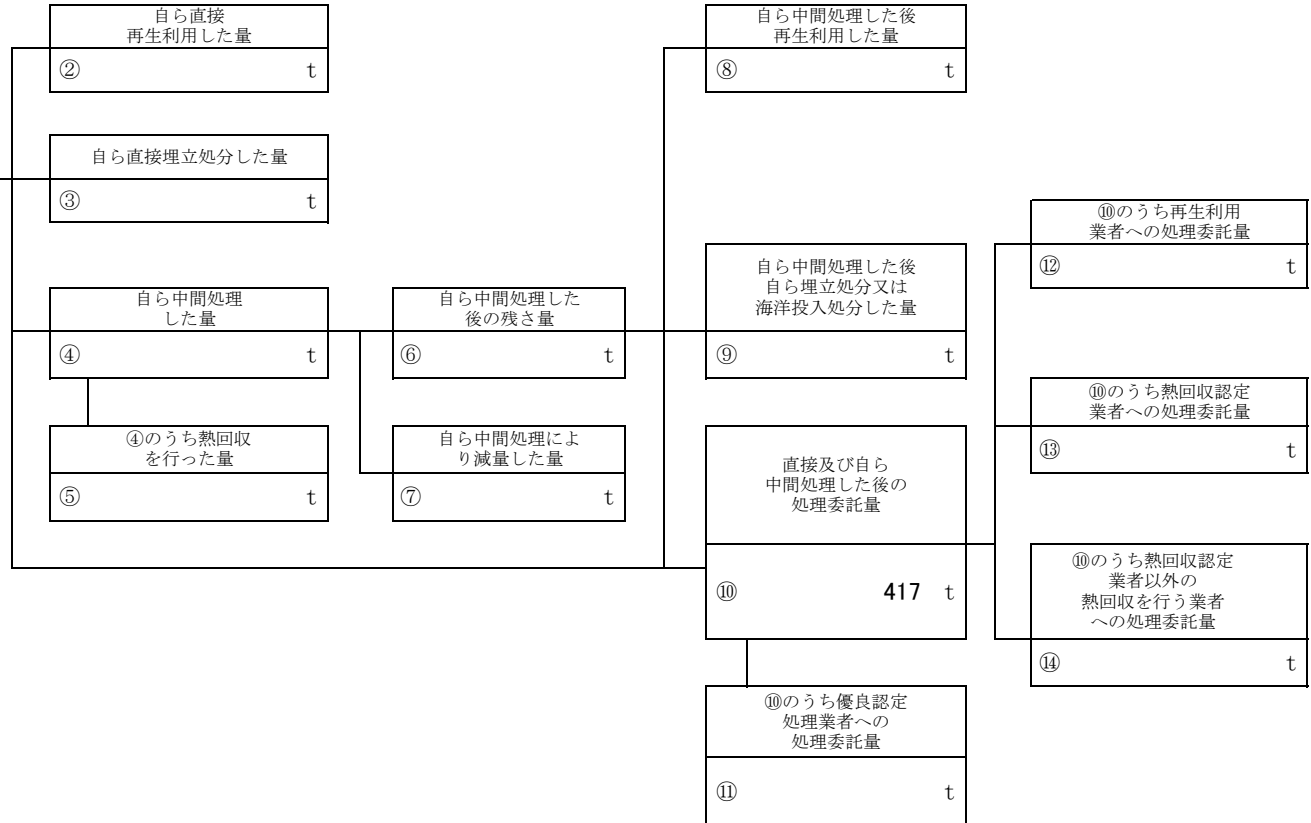 自ら直接
再生利用した量
② t
自ら直接埋立処分した量
③ t
自ら中間処理
した量
④ t
④のうち熱回収
を行った量
⑤ t
自ら中間処理した
後の残さ量
⑥ t
自ら中間処理によ
り減量した量
⑦ t
自ら中間処理した後
再生利用した量
⑧ t
自ら中間処理した後
自ら埋立処分又は
海洋投入処分した量
⑨ t
直接及び自ら
中間処理した後の
処理委託量
⑩ 417 t
⑩のうち優良認定
処理業者への
処理委託量
⑪ t
⑩のうち再生利用
業者への処理委託量
⑫ t
⑩のうち熱回収認定
業者への処理委託量
⑬ t
⑩のうち熱回収認定
業者以外の
熱回収を行う業者
への処理委託量
⑭ t